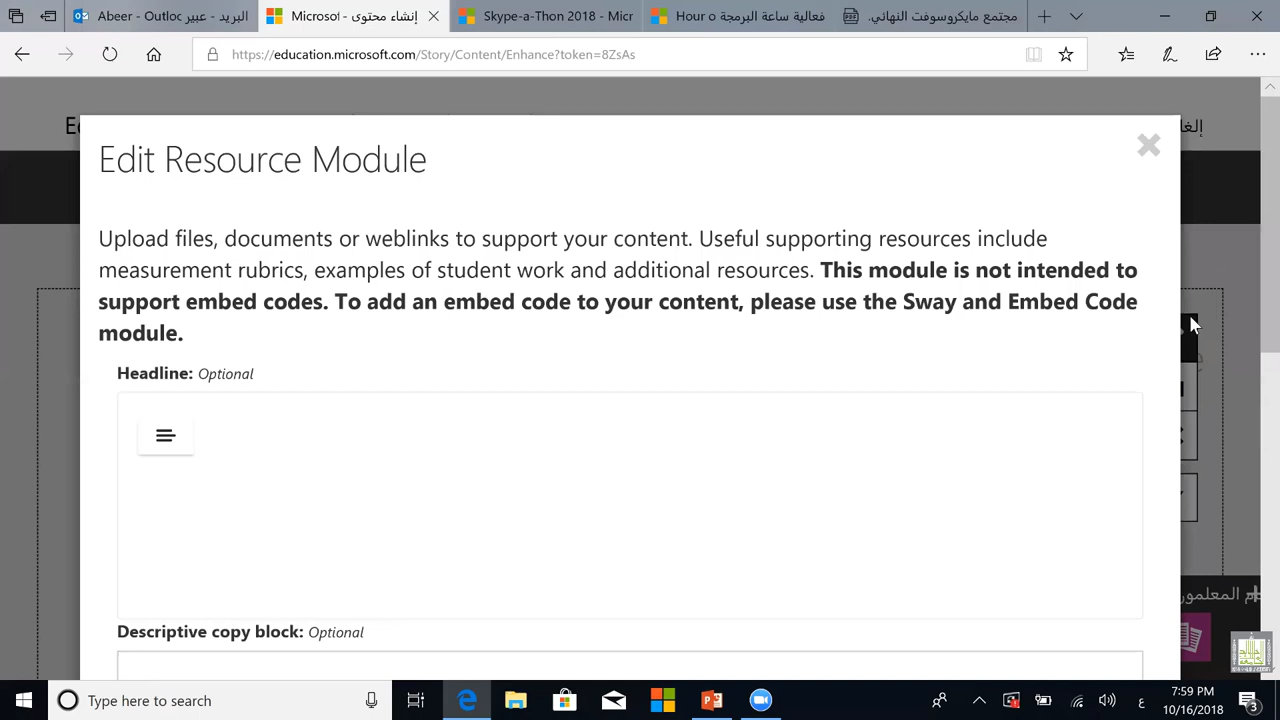 البريد - عبير Abeer - Outloc
إنشاء محتوى - Microsof
Skype-a-Thon 2018 - Micr
فعالية ساعة البرمجة Hour o
مجتمع مايكروسوفت النهائي.
https://education.microsoft.com/Story/Content/Enhance?token=8ZsAs
Edit Resource Module
Upload files, documents or weblinks to support your content. Useful supporting resources include
measurement rubrics, examples of student work and additional resources. This module is not intended to
support embed codes. To add an embed code to your content, please use the Sway and Embed Code
module.
Headline: Optional
Descriptive copy block: Optional
Type here to search
ع
7:59 PM
10/16/2018
3